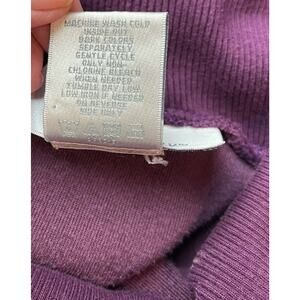 MACHINE WASH COLD
INSIDE OUT
DARK COLORS
SEPARATELY
GENTLE CYCLE
ONLY NON-
CHLORINE BLEACH
WHEN NEEDED
TUMBLE DRY LOW
LOW IRON IF NEEDED
ON REVERSE
SIDE ONLY